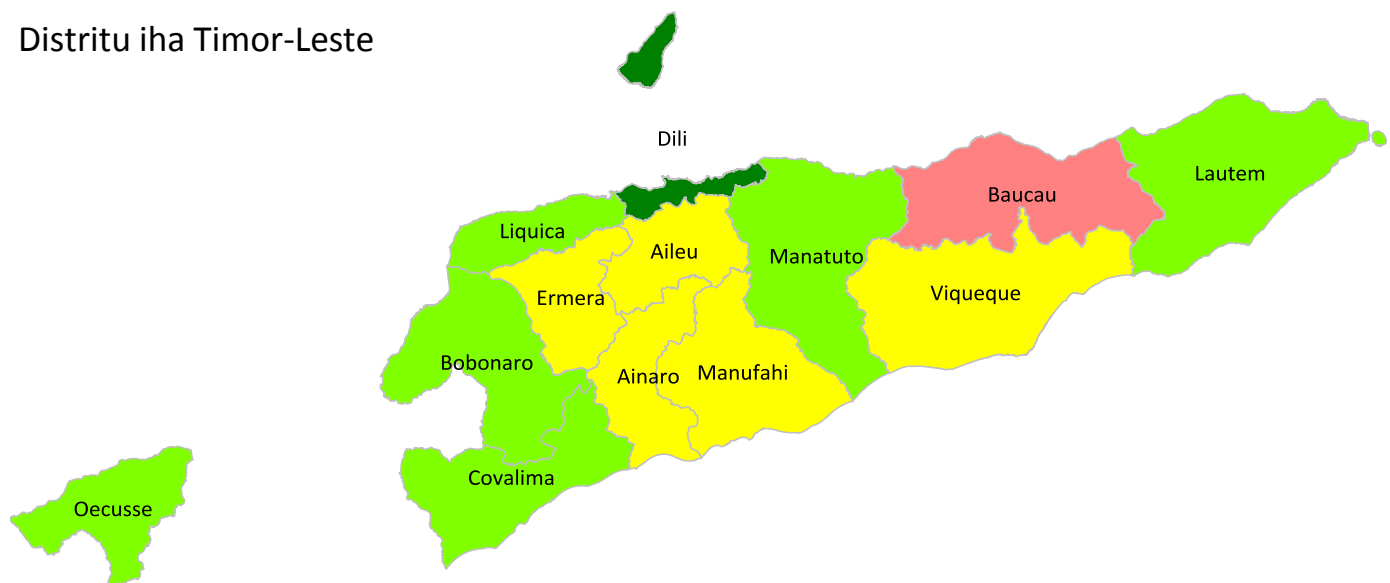 Distritu iha Timor-Leste
Dili
Lautem
Baucau
Liquica
Aileu
Manatuto
Viqueque
Ermera
Bobonaro
Ainaro
Manufahi
Covalima
Oecusse